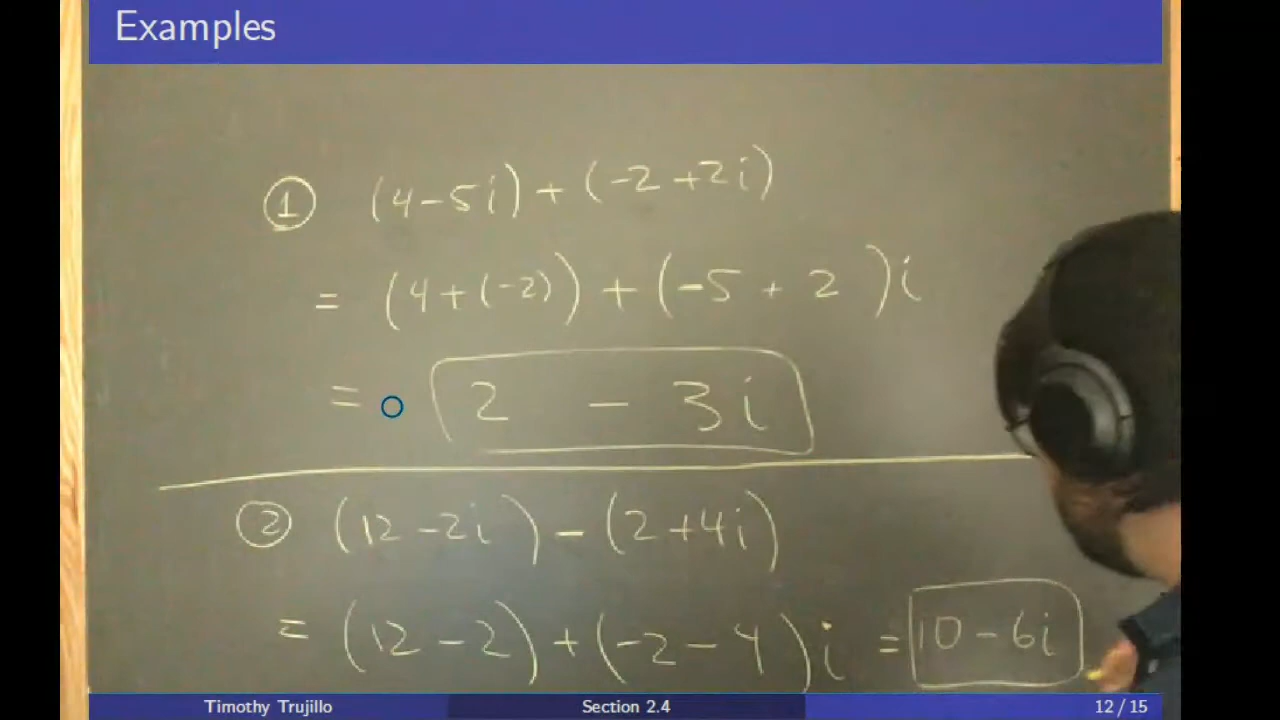 Examples
① (4-5i) + (-2+2i)
= (4+(-2)) + (-5 + 2)i
= 2 - 3i
② (12-2i) - (2+4i)
= (12-2) + (-2-4)i = 10-6i
Timothy Trujillo Section 2.4 12 / 15